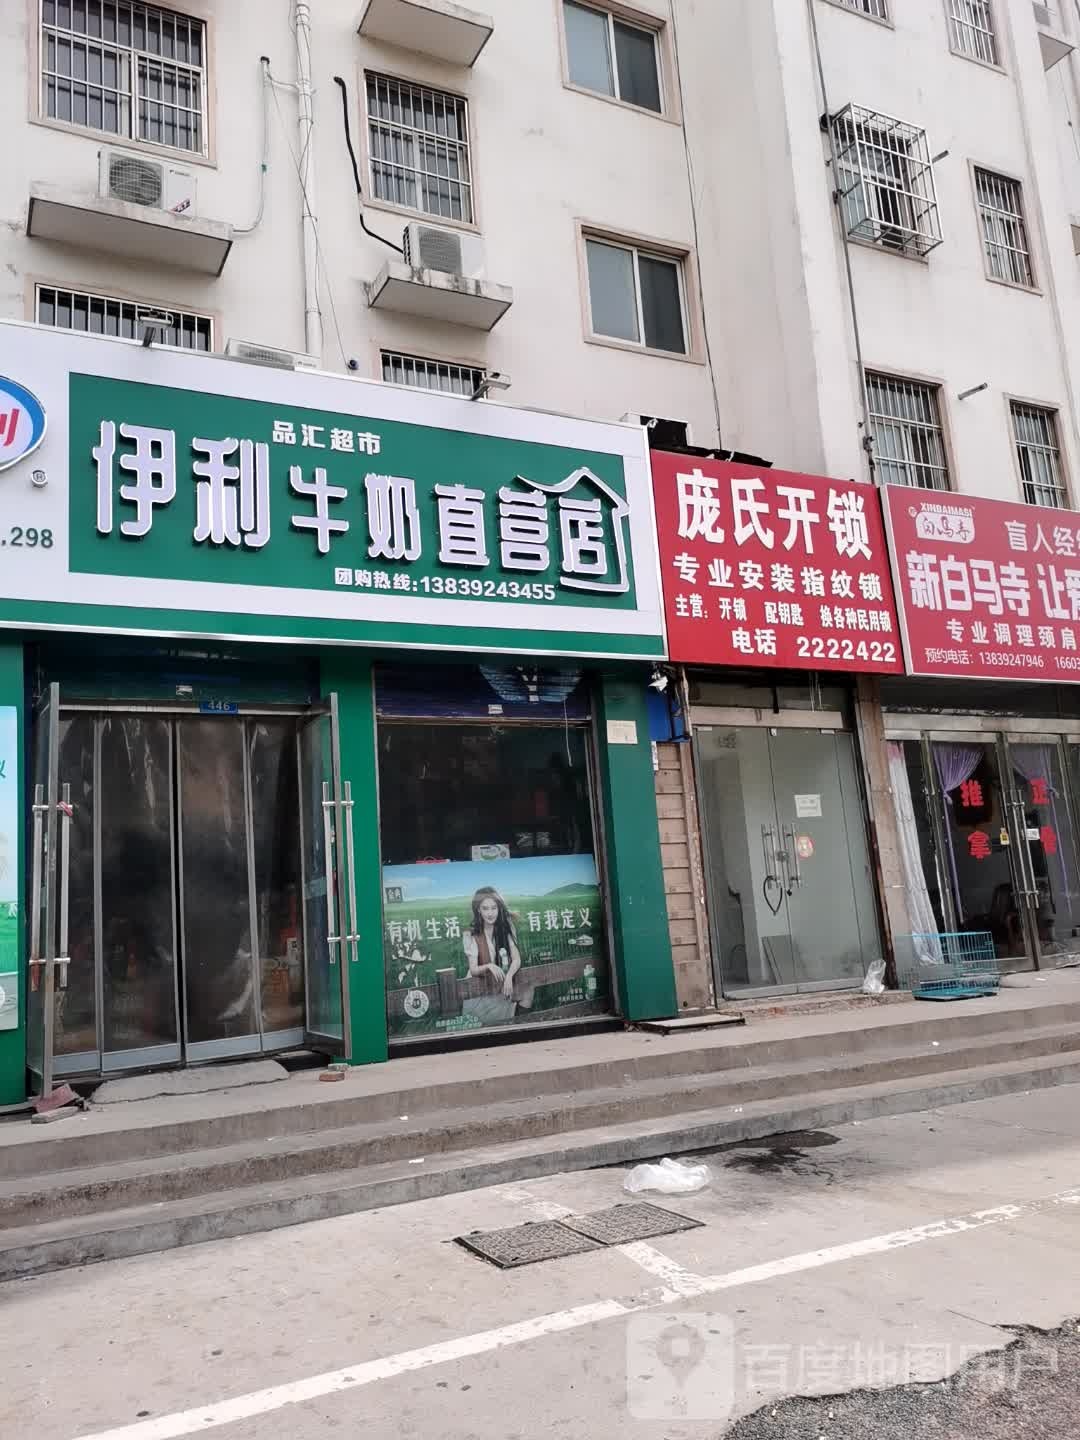 利
®
.298
品汇超市
伊利牛奶直营店
团购热线:13839243455
庞氏开锁
专业安装指纹锁
主营：开锁 配钥匙 换各种民用锁
电话 2222422
XINBAIMASI
白马寺
盲人经
新白马寺 让
专业调理颈肩
预约电话：13839247946 1660
446
有机生活 有我定义
推 正
拿
百度地图用户